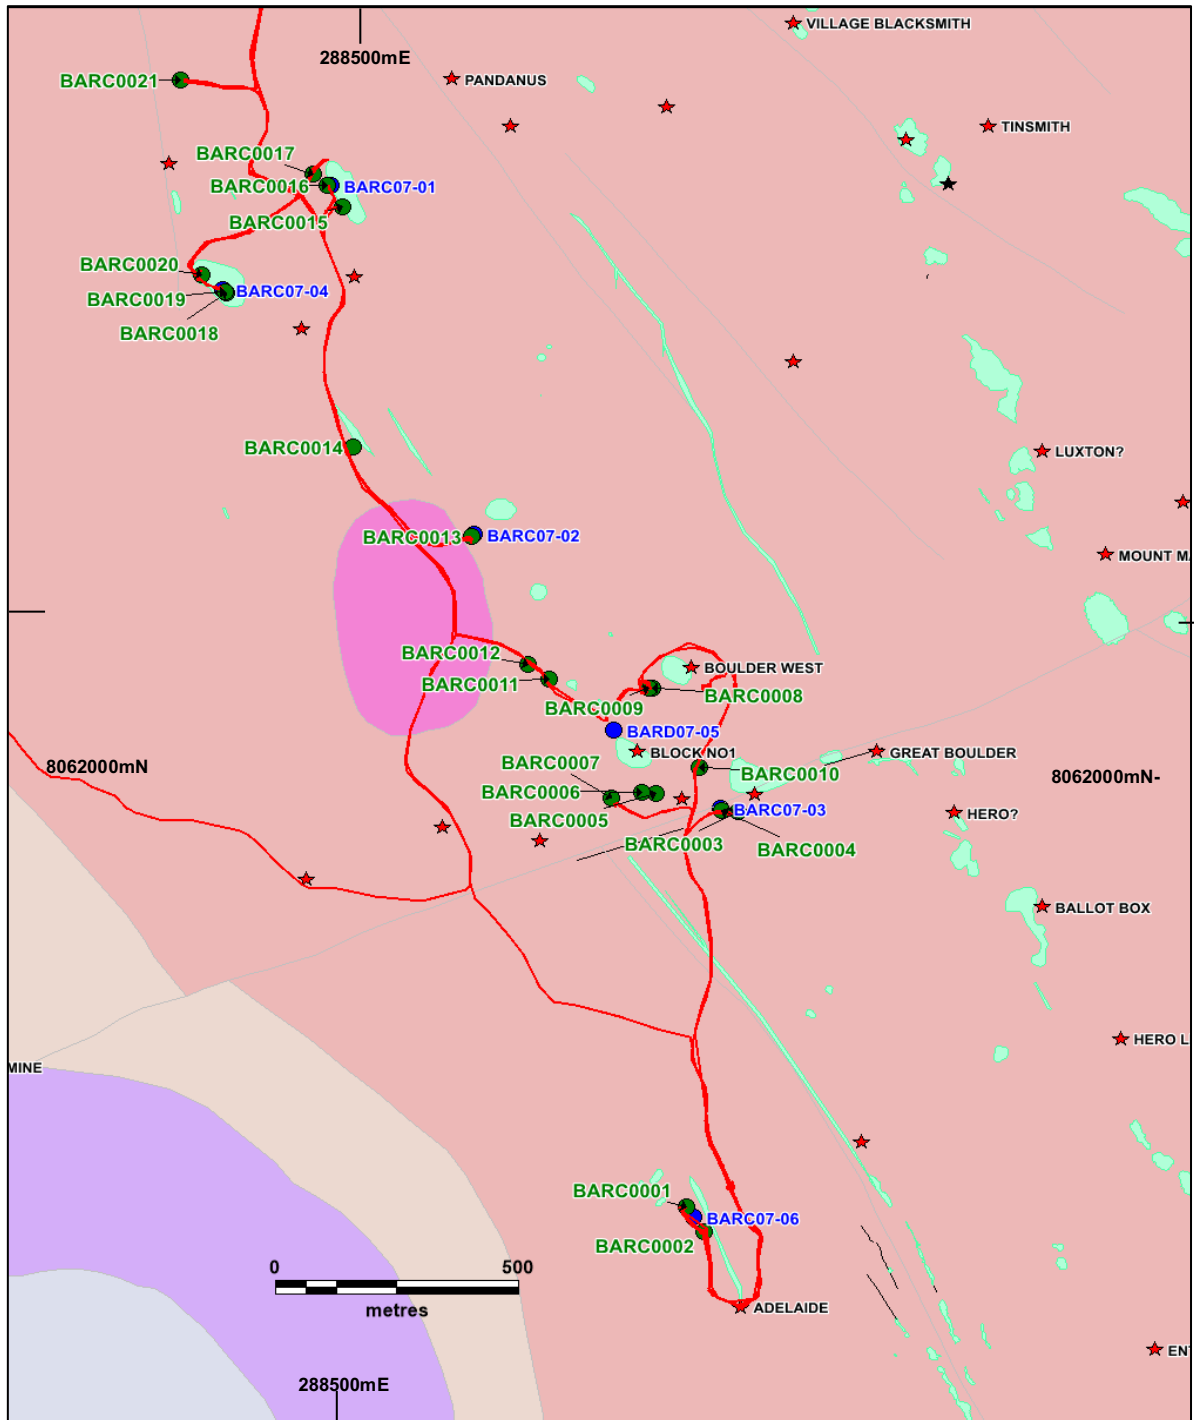 VILLAGE BLACKSMITH
288500mE
BARC0021
PANDANUS
TINSMITH
BARC0017
BARC0016
BARC07-01
BARC0015
BARC0020
BARC0019
BARC07-04
BARC0018
BARC0014
LUXTON?
BARC0013
BARC07-02
MOUNT M
BARC0012
BOULDER WEST
BARC0011
BARC0008
BARC0009
BARD07-05
BLOCK NO1
GREAT BOULDER
8062000mN
BARC0007
BARC0010
8062000mN-
BARC0006
BARC07-03
HERO?
BARC0005
BARC0003
BARC0004
BALLOT BOX
HERO L
MINE
BARC0001
BARC07-06
BARC0002
0
500
metres
ADELAIDE
EN
288500mE